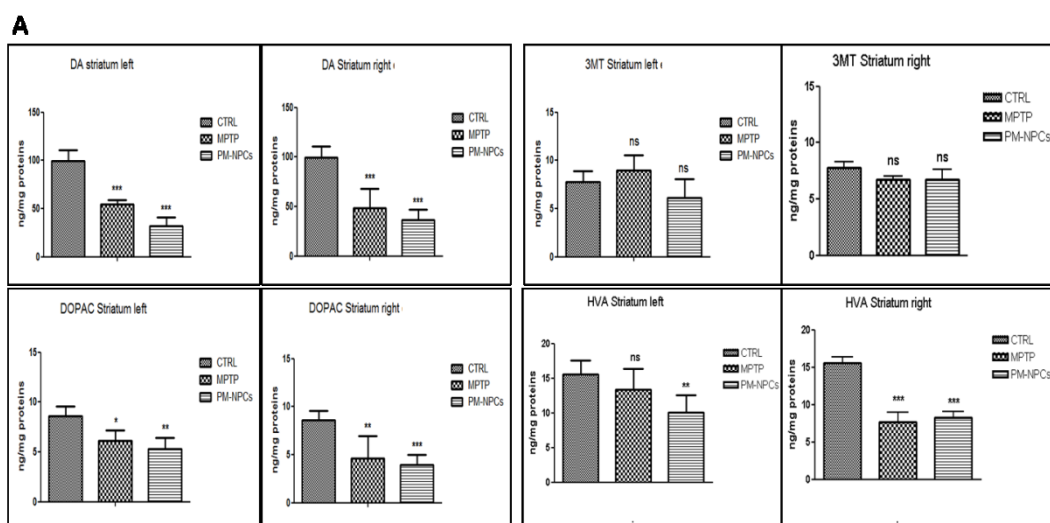 A
DA striatum left
ng/mg proteins
150
100
50
0
***
***
CTRL
MPTP
PM-NPCs
DA Striatum right
ng/mg proteins
150
100
50
0
***
***
CTRL
MPTP
PM-NPCs
3MT Striatum left
ng/mg proteins
15
10
5
0
ns
ns
CTRL
MPTP
PM-NPCs
3MT Striatum right
ng/mg proteins
15
10
5
0
ns
ns
CTRL
MPTP
PM-NPCs
DOPAC Striatum left
ng/mg proteins
15
10
5
0
*
**
CTRL
MPTP
PM-NPCs
DOPAC Striatum right
ng/mg proteins
15
10
5
0
**
***
CTRL
MPTP
PM-NPCs
HVA Striatum left
ng/mg proteins
20
15
10
5
0
ns
**
CTRL
MPTP
PM-NPCs
HVA Striatum right
ng/mg proteins
20
15
10
5
0
***
***
CTRL
MPTP
PM-NPCs